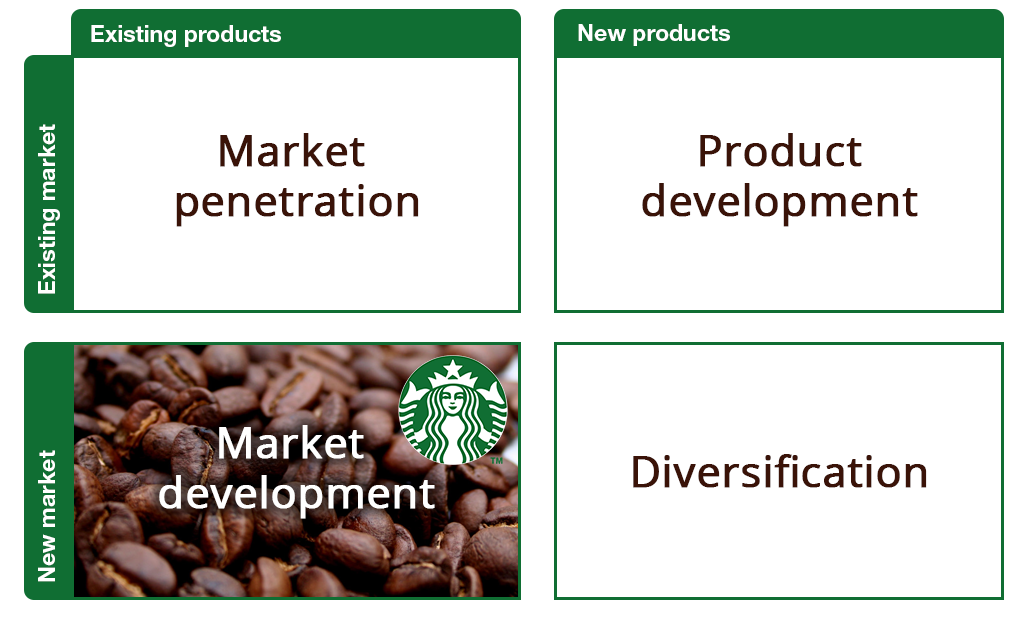 Existing products
New products
Existing market
Market
penetration
Product
development
New market
Market
development
TM
Diversification